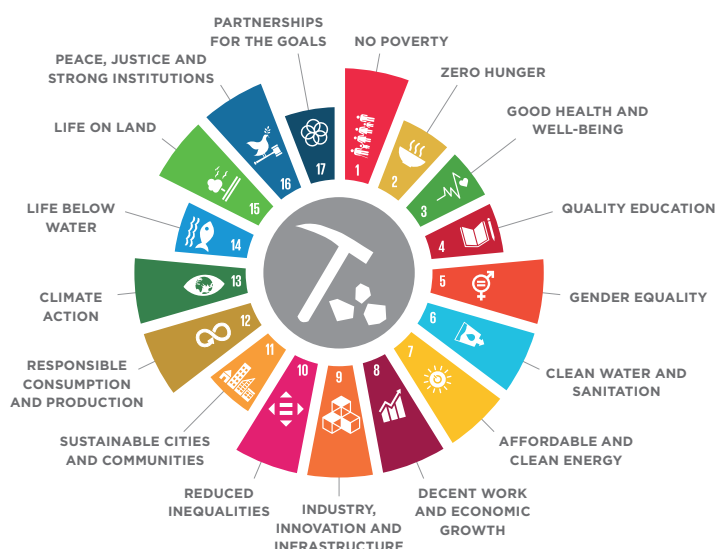 PARTNERSHIPS
FOR THE GOALS
NO POVERTY
PEACE, JUSTICE AND
STRONG INSTITUTIONS
ZERO HUNGER
GOOD HEALTH AND
WELL-BEING
LIFE ON LAND
QUALITY EDUCATION
LIFE BELOW
WATER
GENDER EQUALITY
CLIMATE
ACTION
CLEAN WATER AND
SANITATION
RESPONSIBLE
CONSUMPTION
AND PRODUCTION
AFFORDABLE AND
CLEAN ENERGY
SUSTAINABLE CITIES
AND COMMUNITIES
DECENT WORK
AND ECONOMIC
GROWTH
REDUCED
INEQUALITIES
INDUSTRY,
INNOVATION AND
INFRASTRUCTURE
1
2
3
4
5
6
7
8
9
10
11
12
13
14
15
16
17